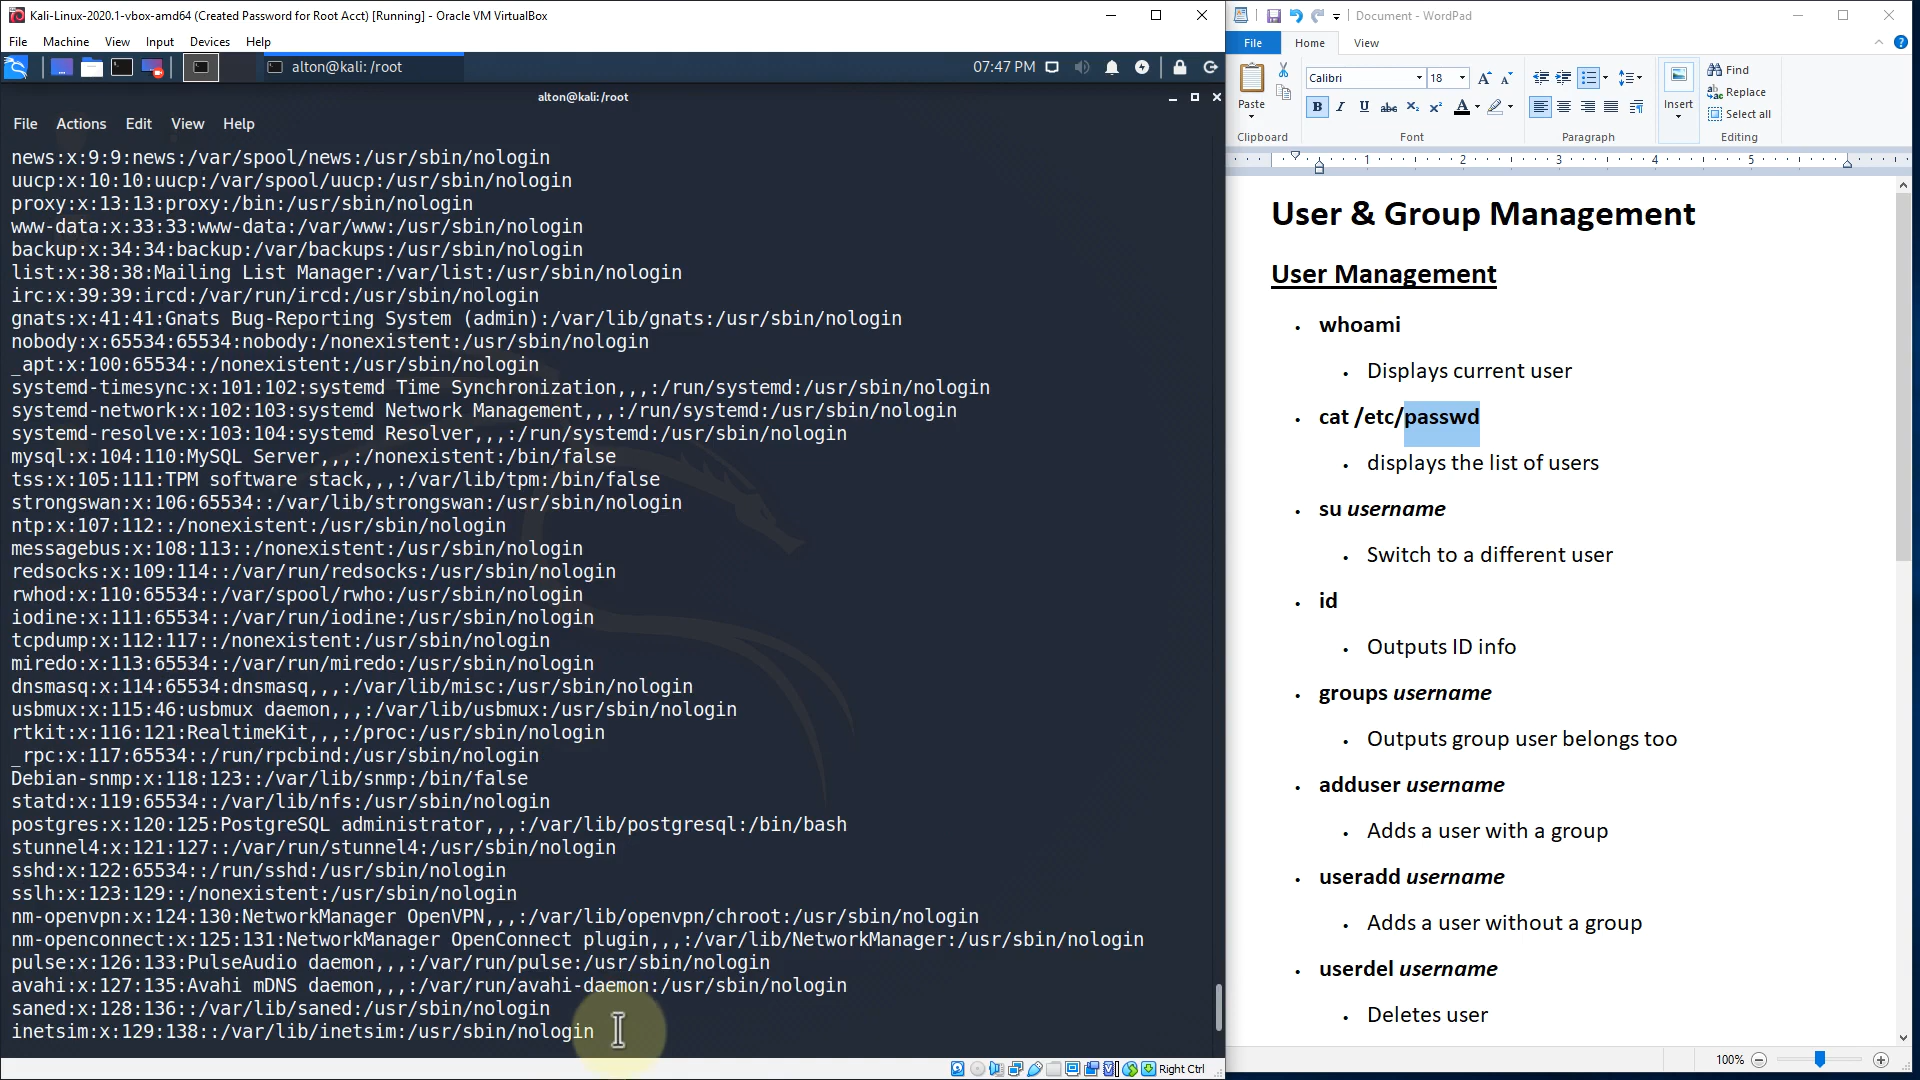 Kali-Linux-2020.1-vbox-amd64 (Created Password for Root Acct) [Running] - Oracle VM VirtualBox
File Machine View Input Devices Help
alton@kali: /root
07:47 PM
alton@kali: /root
File Actions Edit View Help
news:x:9:9:news:/var/spool/news:/usr/sbin/nologin
uucp:x:10:10:uucp:/var/spool/uucp:/usr/sbin/nologin
proxy:x:13:13:proxy:/bin:/usr/sbin/nologin
www-data:x:33:33:www-data:/var/www:/usr/sbin/nologin
backup:x:34:34:backup:/var/backups:/usr/sbin/nologin
list:x:38:38:Mailing List Manager:/var/list:/usr/sbin/nologin
irc:x:39:39:ircd:/var/run/ircd:/usr/sbin/nologin
gnats:x:41:41:Gnats Bug-Reporting System (admin):/var/lib/gnats:/usr/sbin/nologin
nobody:x:65534:65534:nobody:/nonexistent:/usr/sbin/nologin
_apt:x:100:65534::/nonexistent:/usr/sbin/nologin
systemd-timesync:x:101:102:systemd Time Synchronization,,,:/run/systemd:/usr/sbin/nologin
systemd-network:x:102:103:systemd Network Management,,,:/run/systemd:/usr/sbin/nologin
systemd-resolve:x:103:104:systemd Resolver,,,:/run/systemd:/usr/sbin/nologin
mysql:x:104:110:MySQL Server,,,:/nonexistent:/bin/false
tss:x:105:111:TPM software stack,,,:/var/lib/tpm:/bin/false
strongswan:x:106:65534::/var/lib/strongswan:/usr/sbin/nologin
ntp:x:107:112::/nonexistent:/usr/sbin/nologin
messagebus:x:108:113::/nonexistent:/usr/sbin/nologin
redsocks:x:109:114::/var/run/redsocks:/usr/sbin/nologin
rwhod:x:110:65534::/var/spool/rwho:/usr/sbin/nologin
iodine:x:111:65534::/var/run/iodine:/usr/sbin/nologin
tcpdump:x:112:117::/nonexistent:/usr/sbin/nologin
miredo:x:113:65534::/var/run/miredo:/usr/sbin/nologin
dnsmasq:x:114:65534:dnsmasq,,,:/var/lib/misc:/usr/sbin/nologin
usbmux:x:115:46:usbmux daemon,,,:/var/lib/usbmux:/usr/sbin/nologin
rtkit:x:116:121:RealtimeKit,,,:/proc:/usr/sbin/nologin
_rpc:x:117:65534::/run/rpcbind:/usr/sbin/nologin
Debian-snmp:x:118:123::/var/lib/snmp:/bin/false
statd:x:119:65534::/var/lib/nfs:/usr/sbin/nologin
postgres:x:120:125:PostgreSQL administrator,,,:/var/lib/postgresql:/bin/bash
stunnel4:x:121:127::/var/run/stunnel4:/usr/sbin/nologin
sshd:x:122:65534::/run/sshd:/usr/sbin/nologin
sslh:x:123:129::/nonexistent:/usr/sbin/nologin
nm-openvpn:x:124:130:NetworkManager OpenVPN,,,:/var/lib/openvpn/chroot:/usr/sbin/nologin
nm-openconnect:x:125:131:NetworkManager OpenConnect plugin,,,:/var/lib/NetworkManager:/usr/sbin/nologin
pulse:x:126:133:PulseAudio daemon,,,:/var/run/pulse:/usr/sbin/nologin
avahi:x:127:135:Avahi mDNS daemon,,,:/var/run/avahi-daemon:/usr/sbin/nologin
saned:x:128:136::/var/lib/saned:/usr/sbin/nologin
inetsim:x:129:138::/var/lib/inetsim:/usr/sbin/nologin
Right Ctrl
Document - WordPad
File Home View
Paste
Clipboard
Calibri 18
B I U abc X₂ X² A
Font
Paragraph
Insert
Find
Replace
Select all
Editing
1 2 3 4 5
User & Group Management
User Management
• whoami
• Displays current user
• cat /etc/passwd
• displays the list of users
• su username
• Switch to a different user
• id
• Outputs ID info
• groups username
• Outputs group user belongs too
• adduser username
• Adds a user with a group
• useradd username
• Adds a user without a group
• userdel username
• Deletes user
100%